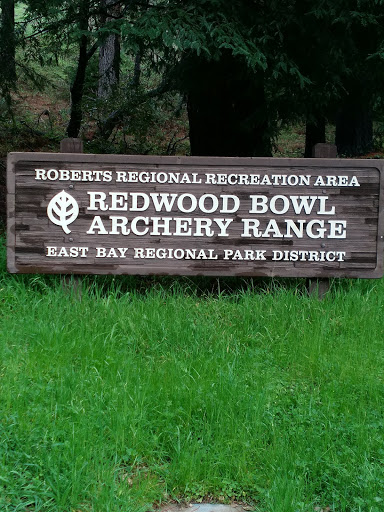 ROBERTS REGIONAL RECREATION AREA
REDWOOD BOWL
ARCHERY RANGE
EAST BAY REGIONAL PARK DISTRICT